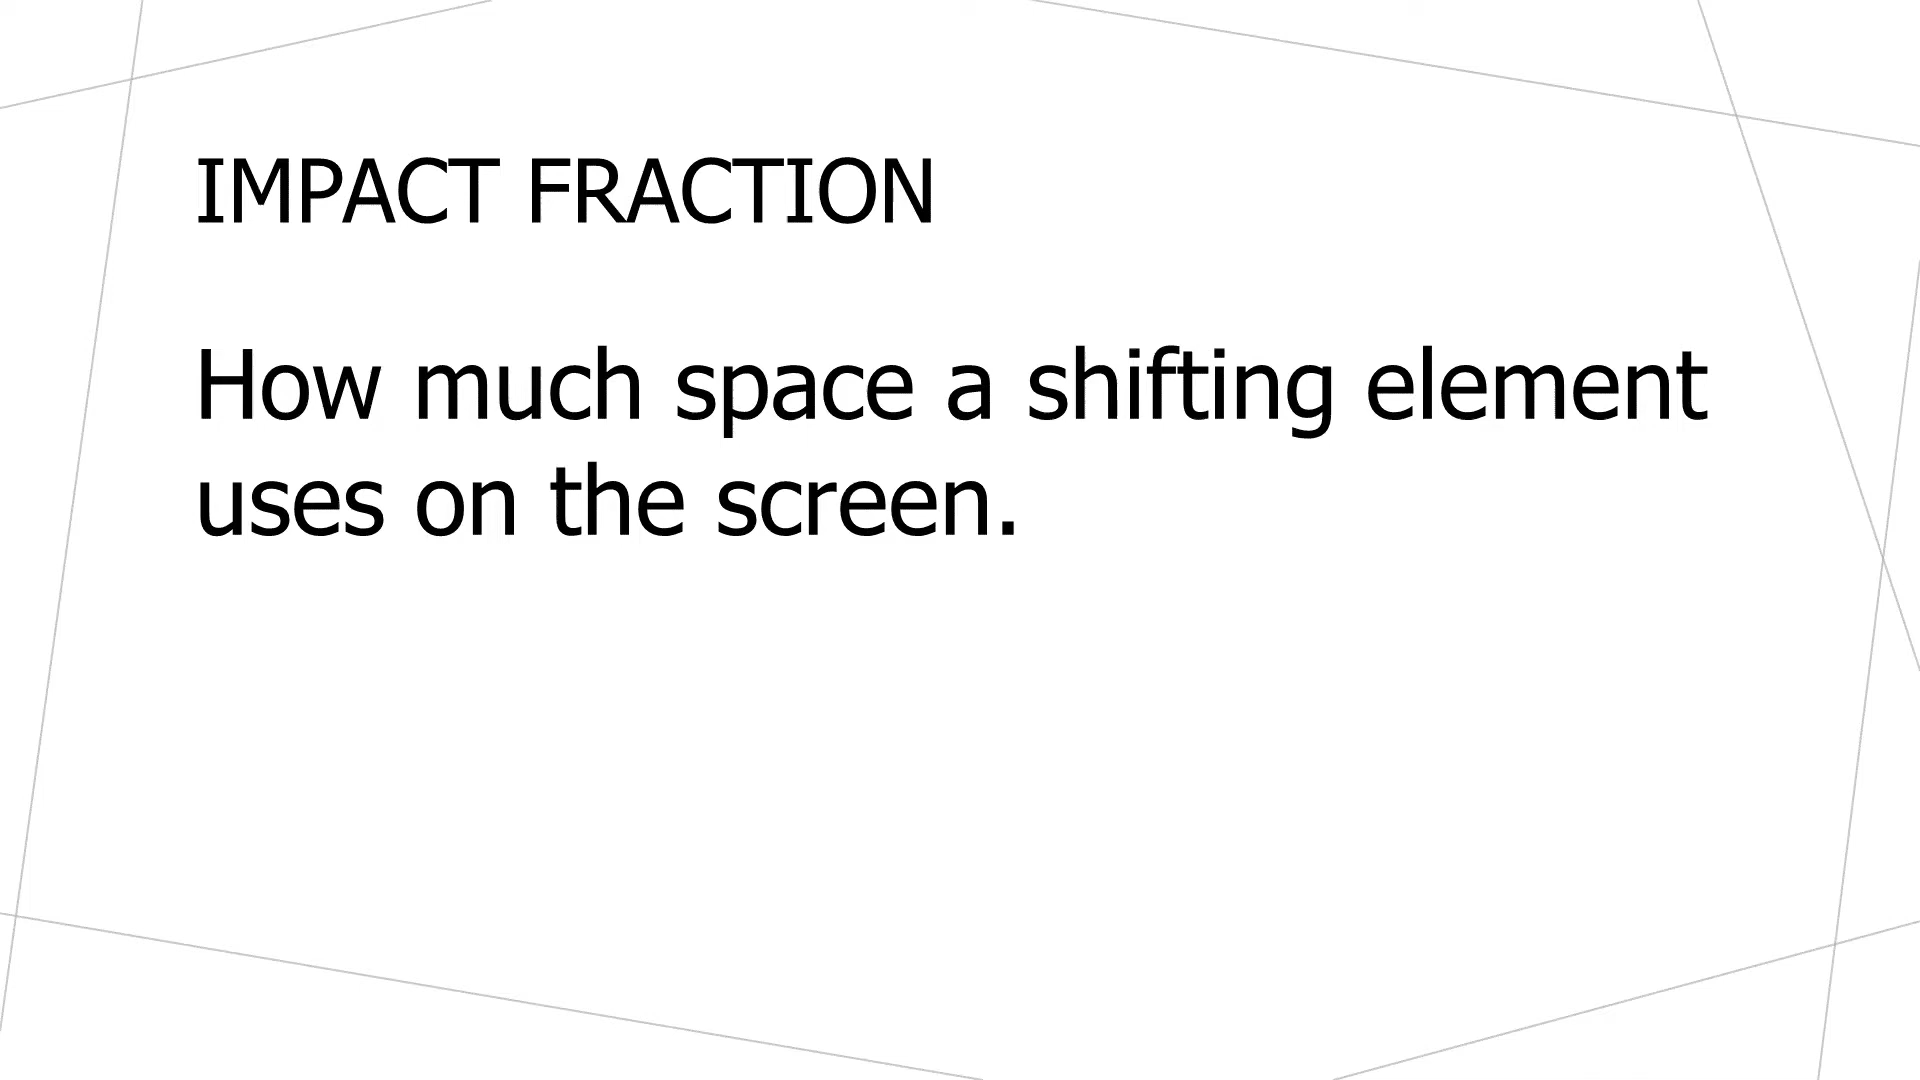 IMPACT FRACTION
How much space a shifting element
uses on the screen.